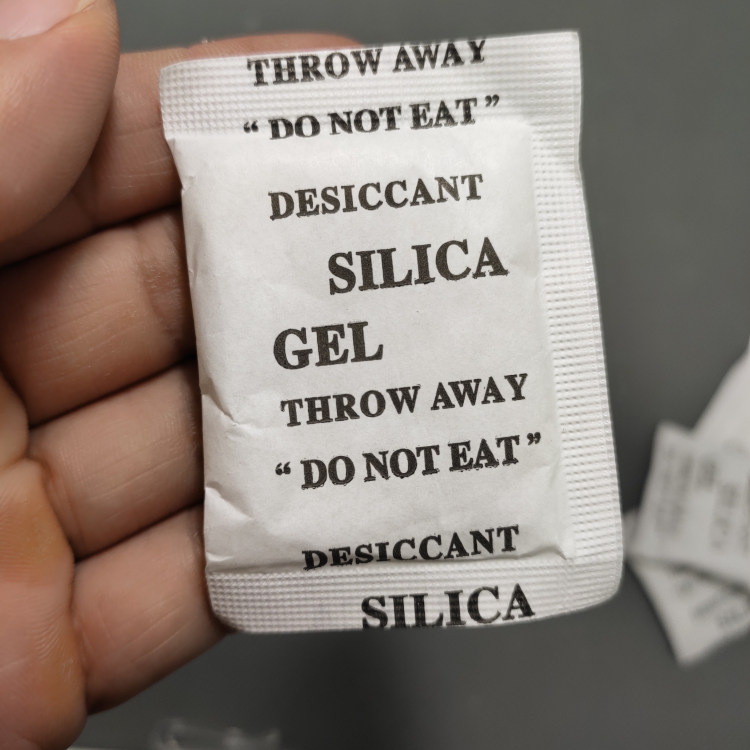 THROW AWAY
“ DO NOT EAT ”
DESICCANT
SILICA
GEL
THROW AWAY
“ DO NOT EAT ”
DESICCANT
SILICA